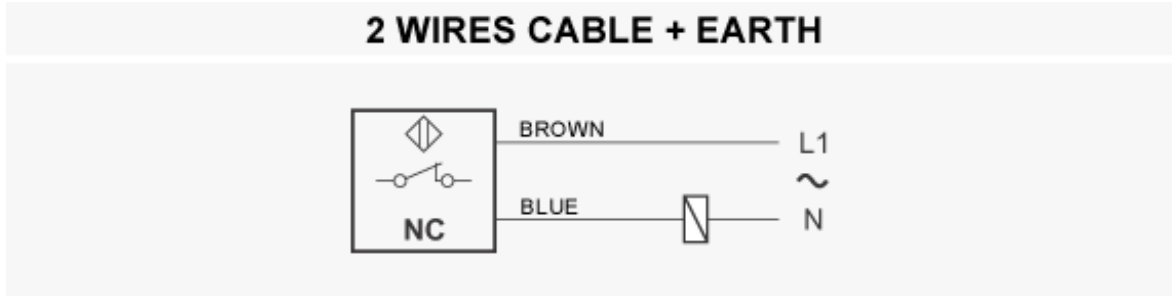 2 WIRES CABLE + EARTH
BROWN
L1
~
BLUE
N
NC